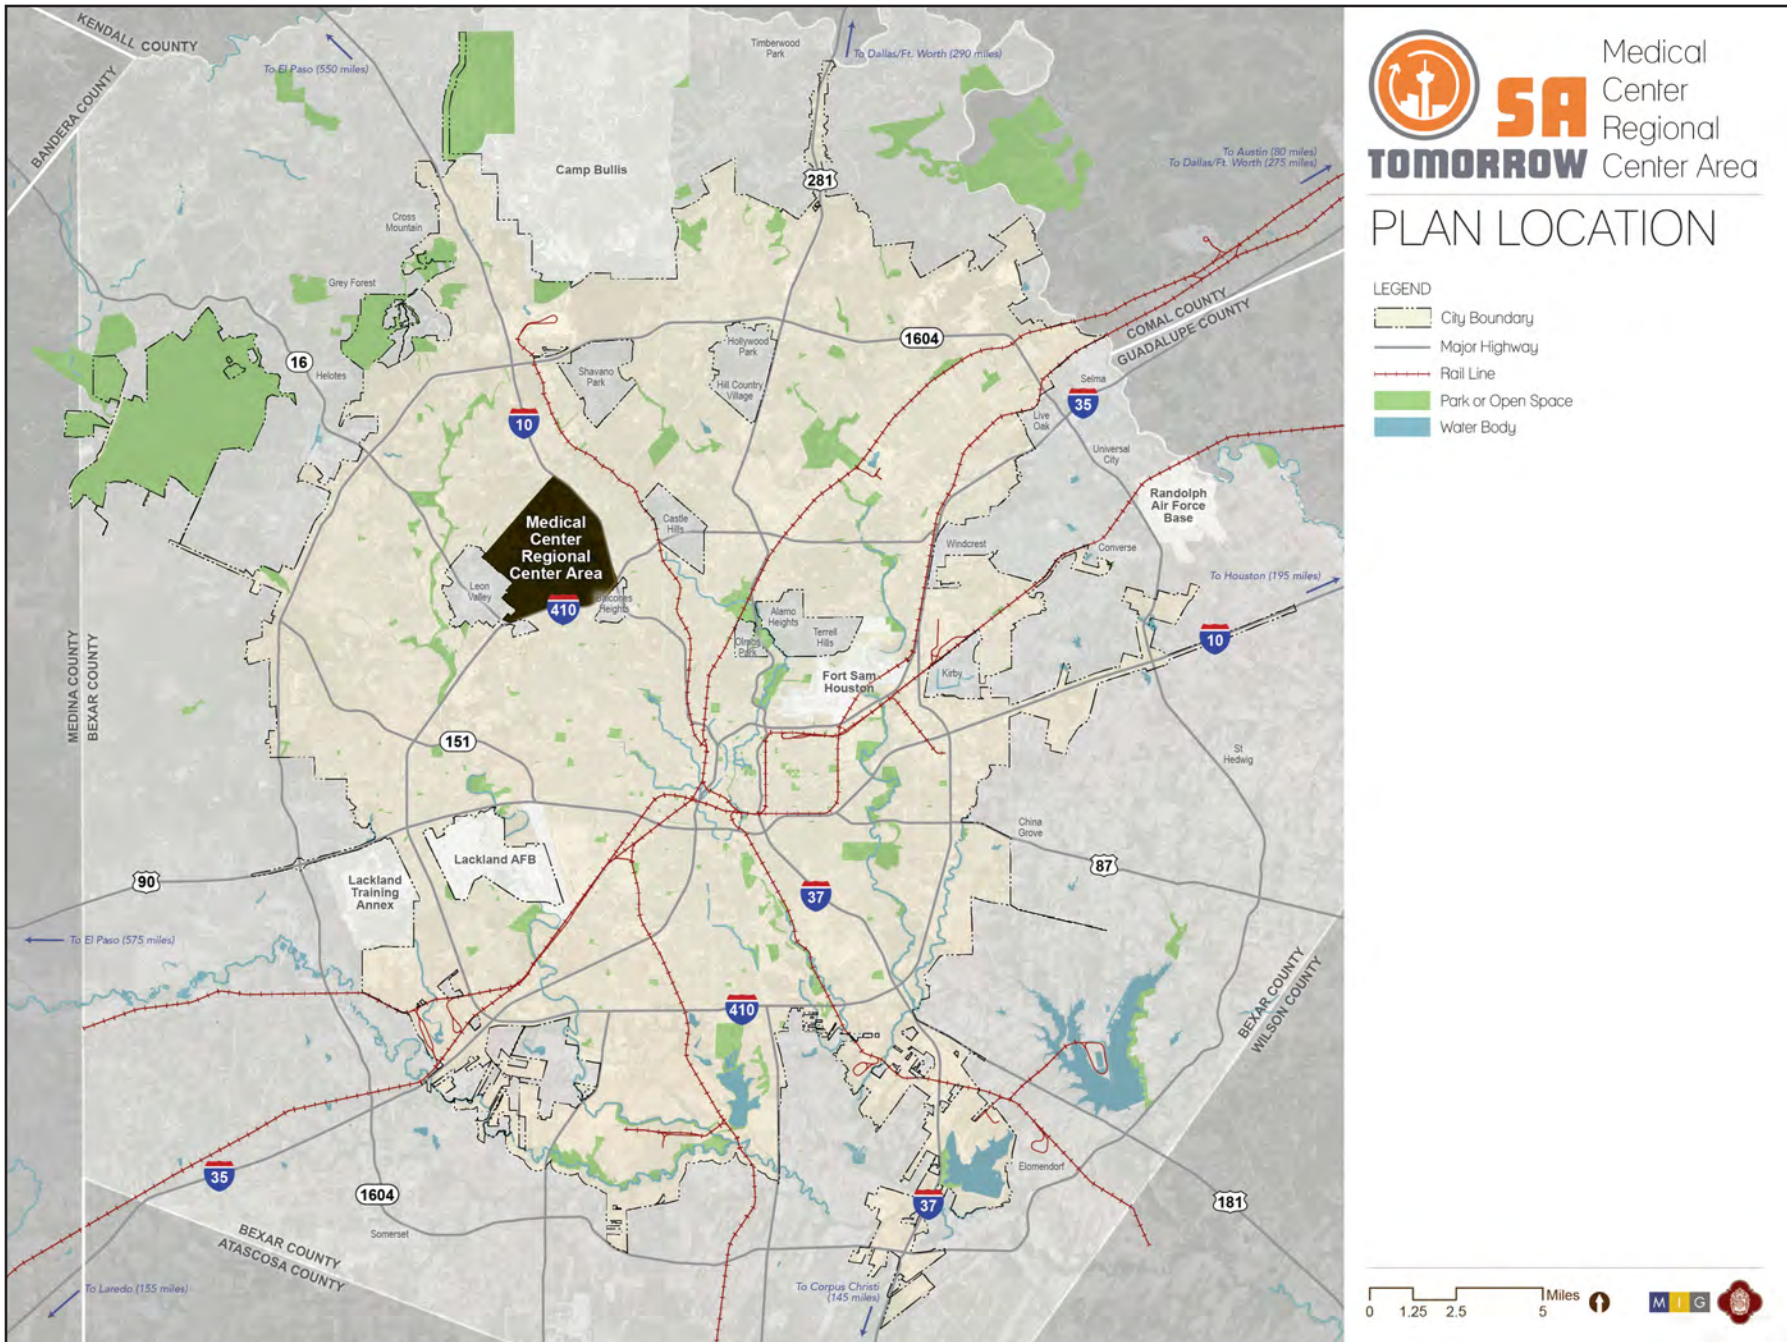 KENDALL COUNTY
BANDERA COUNTY
To El Paso (550 miles)
Timberwood
Park
To Dallas/Ft. Worth (290 miles)
Camp Bullis
281
To Austin (80 miles)
To Dallas/Ft. Worth (275 miles)
Cross
Mountain
Grey Forest
16
Helotes
Hollywood
Park
Hill Country
Village
Shavano
Park
1604
COMAL COUNTY
GUADALUPE COUNTY
Selma
35
10
Live
Oak
Universal
City
Randolph
Air Force
Base
Medical
Center
Regional
Center Area
Castle
Hills
Windcrest
Converse
To Houston (195 miles)
Leon
Valley
410
Balcones
Heights
Alamo
Heights
Terrell
Hills
Olmos
Park
10
Fort Sam
Houston
Kirby
MEDINA COUNTY
BEXAR COUNTY
151
St
Hedwig
China
Grove
87
Lackland AFB
Lackland
Training
Annex
90
37
To El Paso (575 miles)
410
BEXAR COUNTY
WILSON COUNTY
35
1604
Somerset
Elomendorf
37
181
BEXAR COUNTY
ATASCOSA COUNTY
To Laredo (155 miles)
To Corpus Christi
(145 miles)
SA
TOMORROW
Medical
Center
Regional
Center Area
PLAN LOCATION
LEGEND
City Boundary
Major Highway
Rail Line
Park or Open Space
Water Body
Miles
0 1.25 2.5 5
M I G